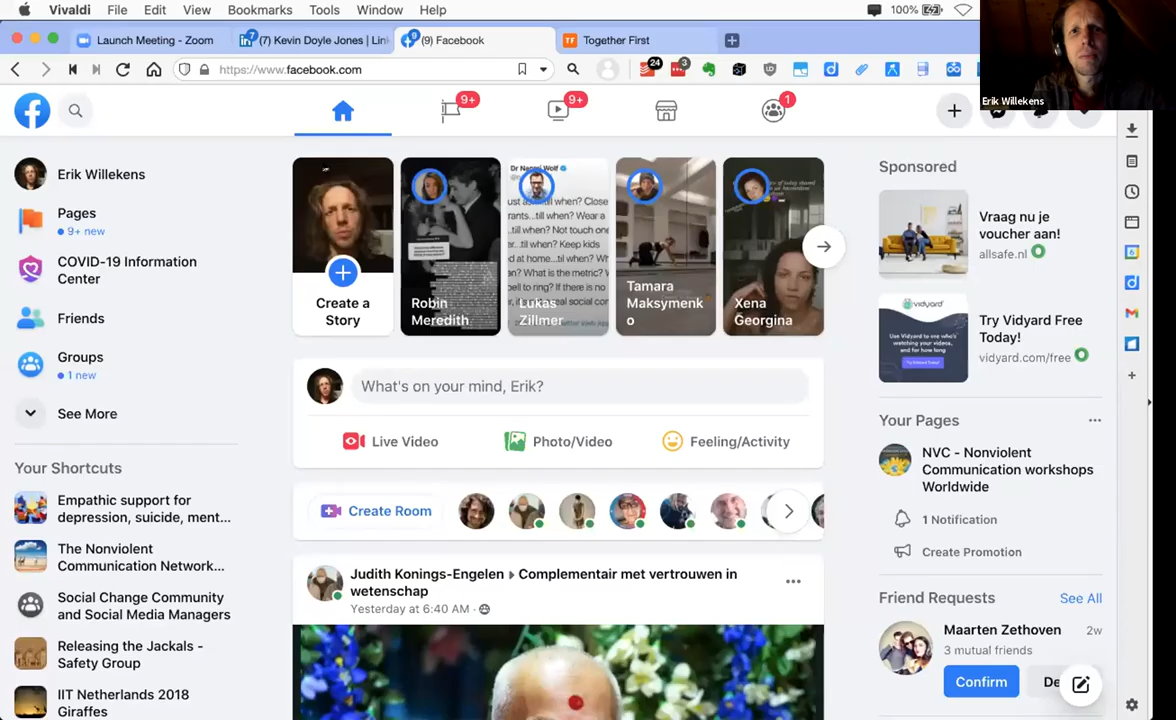 Vivaldi File Edit View Bookmarks Tools Window Help
100%
Launch Meeting - Zoom
(7) Kevin Doyle Jones | Lin
(9) Facebook
Together First
https://www.facebook.com
24
3
Erik Willekens
9+
9+
1
Erik Willekens
Pages
9+ new
COVID-19 Information
Center
Friends
Groups
1 new
See More
Your Shortcuts
Empathic support for
depression, suicide, ment...
The Nonviolent
Communication Network...
Social Change Community
and Social Media Managers
Releasing the Jackals -
Safety Group
IIT Netherlands 2018
Giraffes
Create a
Story
Robin
Meredith
Dr Naomi Wolf
Lukas
Zillmer
Tamara
Maksymenk
o
Xena
Georgina
What's on your mind, Erik?
Live Video
Photo/Video
Feeling/Activity
Create Room
Judith Konings-Engelen Complementair met vertrouwen in
wetenschap
Yesterday at 6:40 AM ·
Sponsored
Vraag nu je
voucher aan!
allsafe.nl
vidyard
Try Vidyard Free
Today!
vidyard.com/free
Your Pages
NVC - Nonviolent
Communication workshops
Worldwide
1 Notification
Create Promotion
Friend Requests
See All
Maarten Zethoven
2w
3 mutual friends
Confirm
De